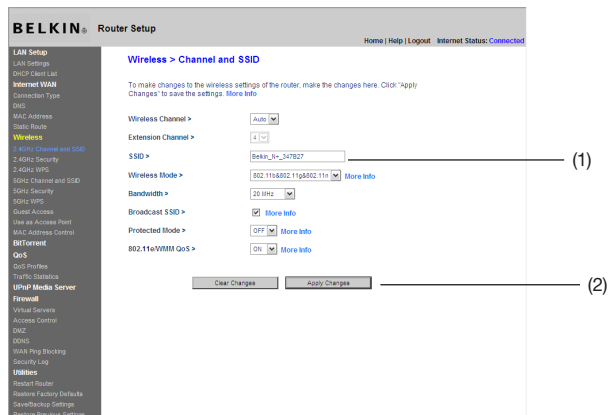 BELKIN® Router Setup
Home | Help | Logout Internet Status: Connected
LAN Setup
LAN Settings
DHCP Client List
Internet WAN
Connection Type
DNS
MAC Address
Static Route
Wireless
2.4GHz Channel and SSID
2.4GHz Security
2.4GHz WPS
5GHz Channel and SSID
5GHz Security
5GHz WPS
Guest Access
Use as Access Point
MAC Address Control
BitTorrent
QoS
QoS Profiles
Traffic Statistics
UPnP Media Server
Firewall
Virtual Servers
Access Control
DMZ
DDNS
WAN Ping Blocking
Security Log
Utilities
Restart Router
Restore Factory Defaults
Save/Backup Settings
Restore Previous Settings
Wireless > Channel and SSID
To make changes to the wireless settings of the router, make the changes here. Click "Apply
Changes" to save the settings. More Info
Wireless Channel > Auto
Extension Channel > 4
SSID > Belkin_N+_347B27
(1)
Wireless Mode > 802.11b&802.11g&802.11n More Info
Bandwidth > 20 MHz
Broadcast SSID > More Info
Protected Mode > OFF More Info
802.11e/WMM QoS > ON More Info
Clear Changes Apply Changes
(2)